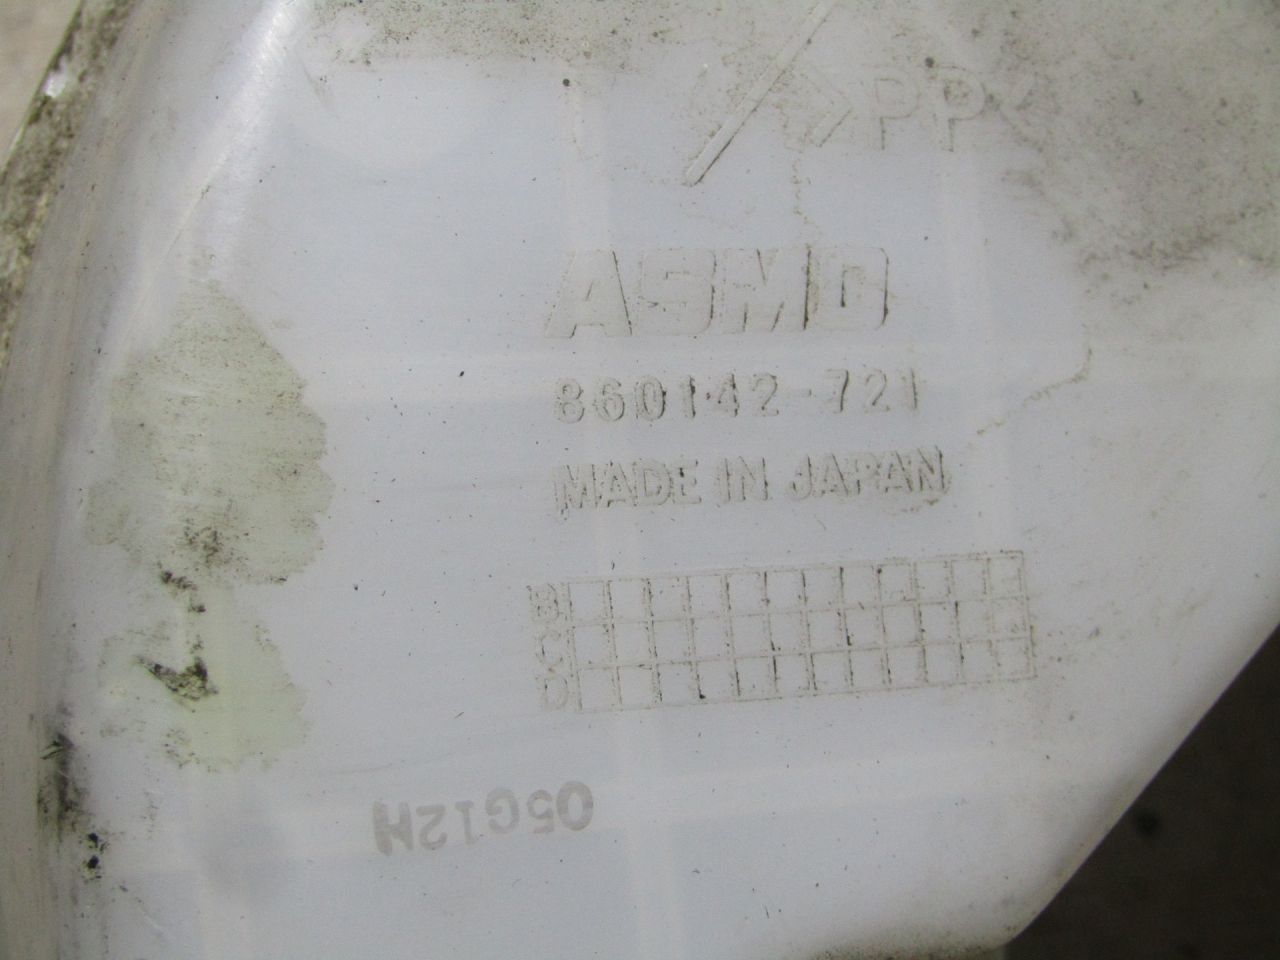 >PP<
ASMO
860142-721
MADE IN JAPAN
B
C
D
05G12H